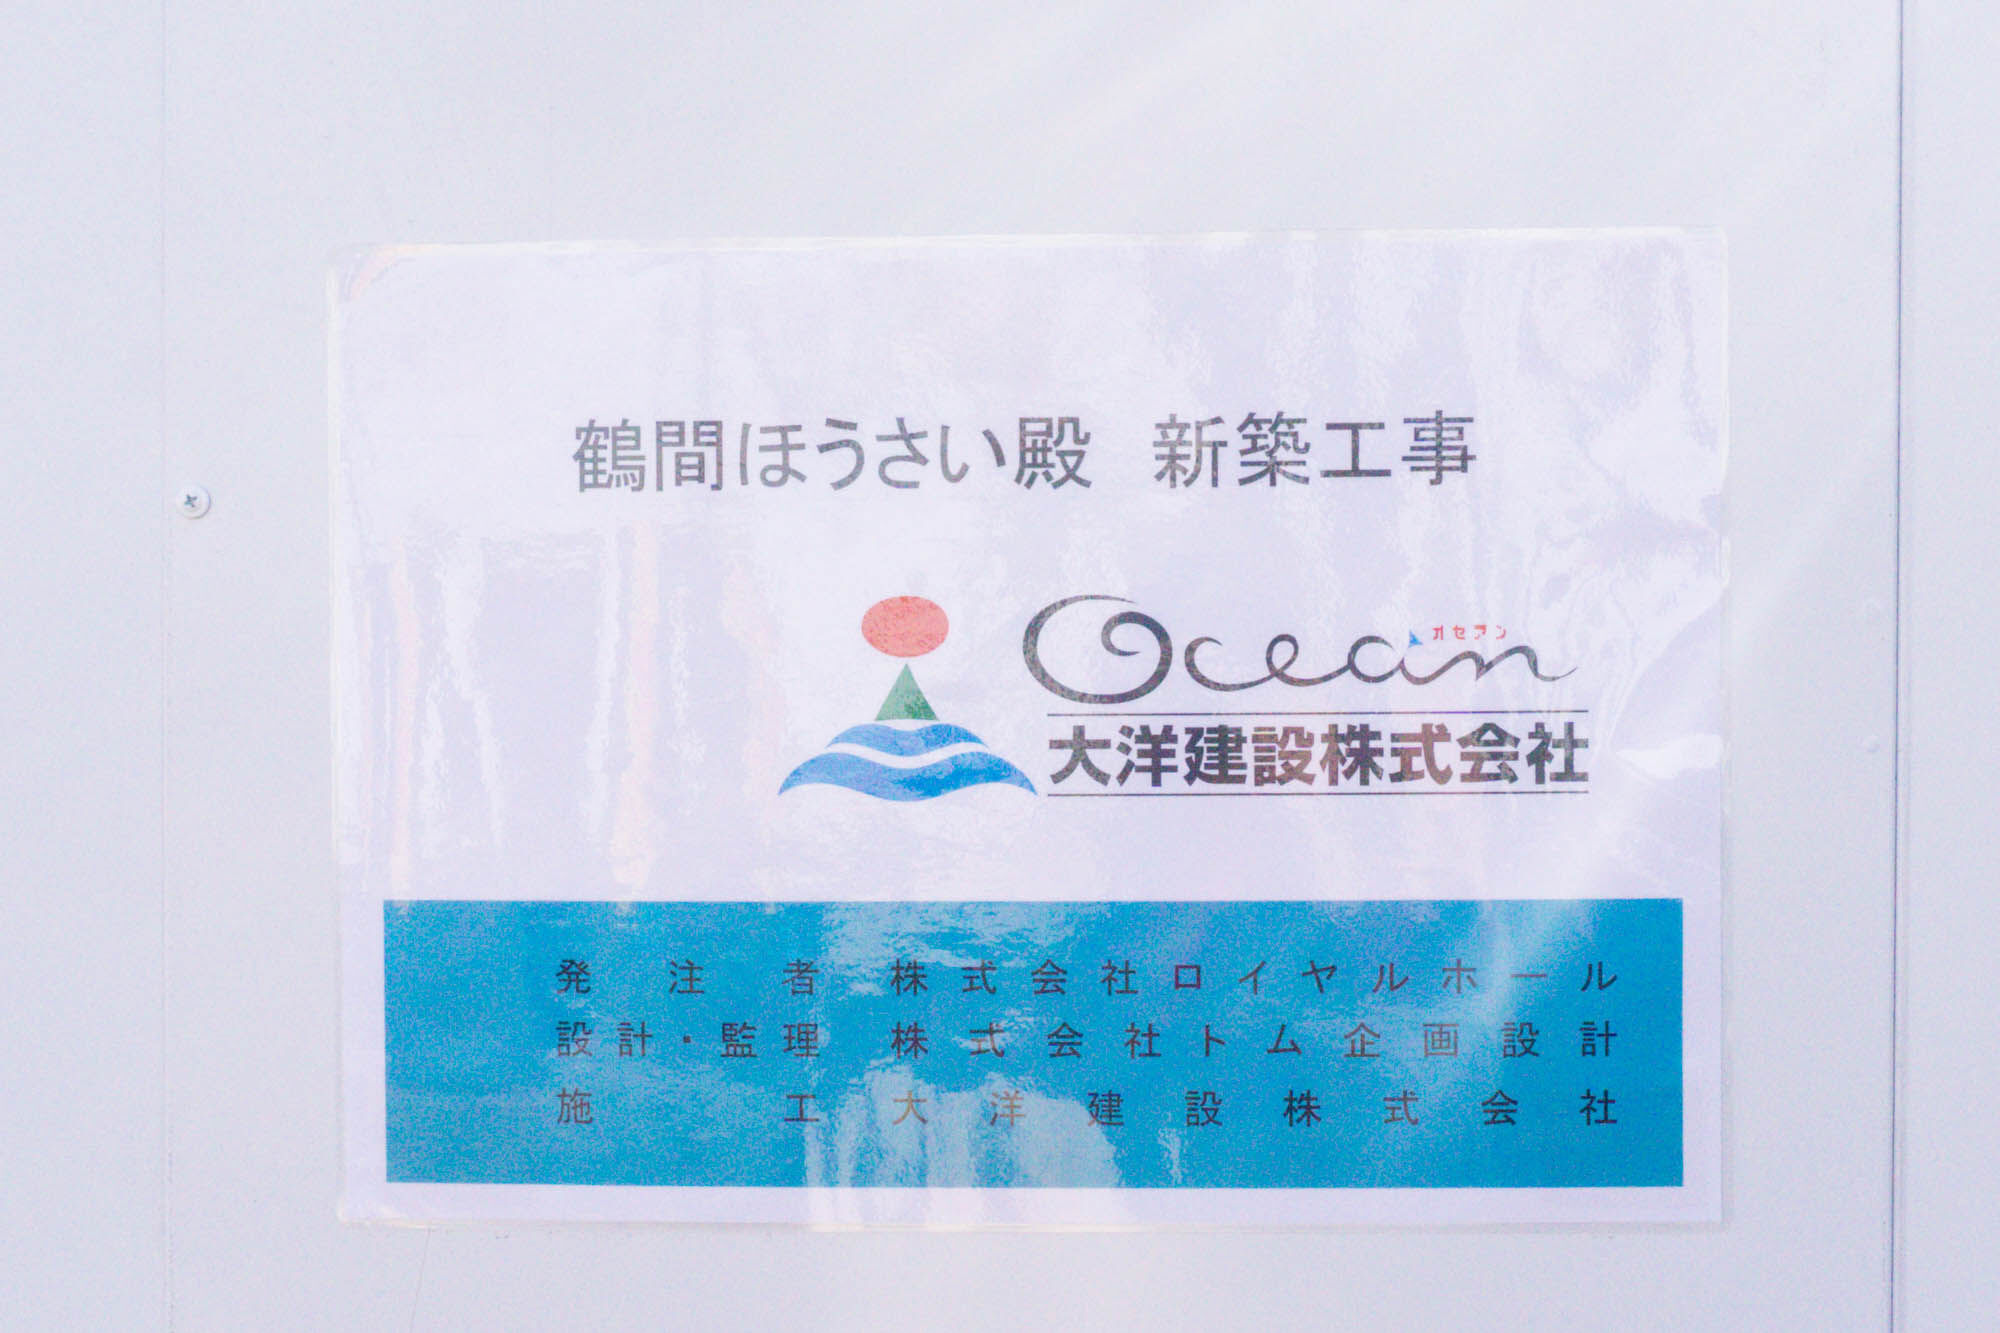 鶴間ほうさい殿　新築工事
Ocean
オセアン
大洋建設株式会社
発注者 株式会社ロイヤルホール
設計・監理 株式会社トム企画設計
施工 大洋建設株式会社